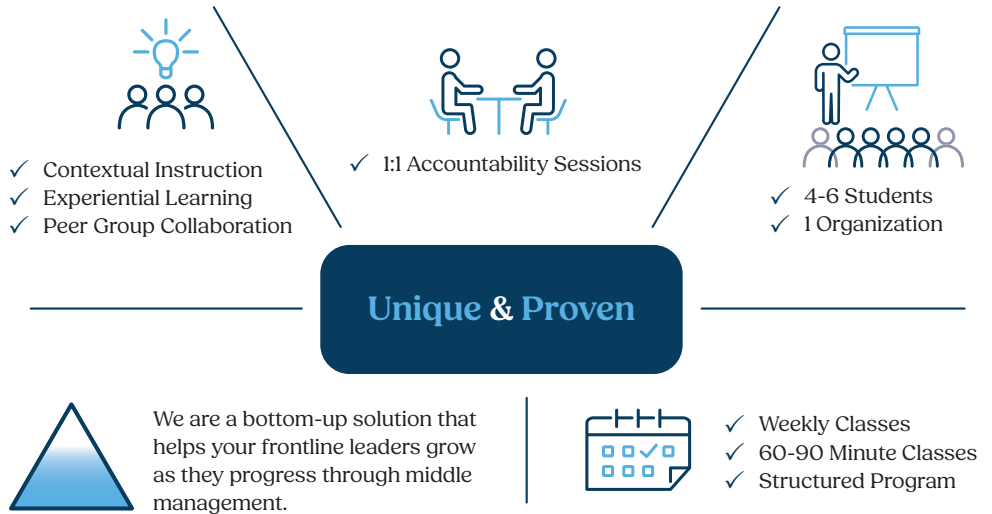 Contextual Instruction
Experiential Learning
Peer Group Collaboration
1:1 Accountability Sessions
4-6 Students
1 Organization
Unique & Proven
We are a bottom-up solution that
helps your frontline leaders grow
as they progress through middle
management.
Weekly Classes
60-90 Minute Classes
Structured Program